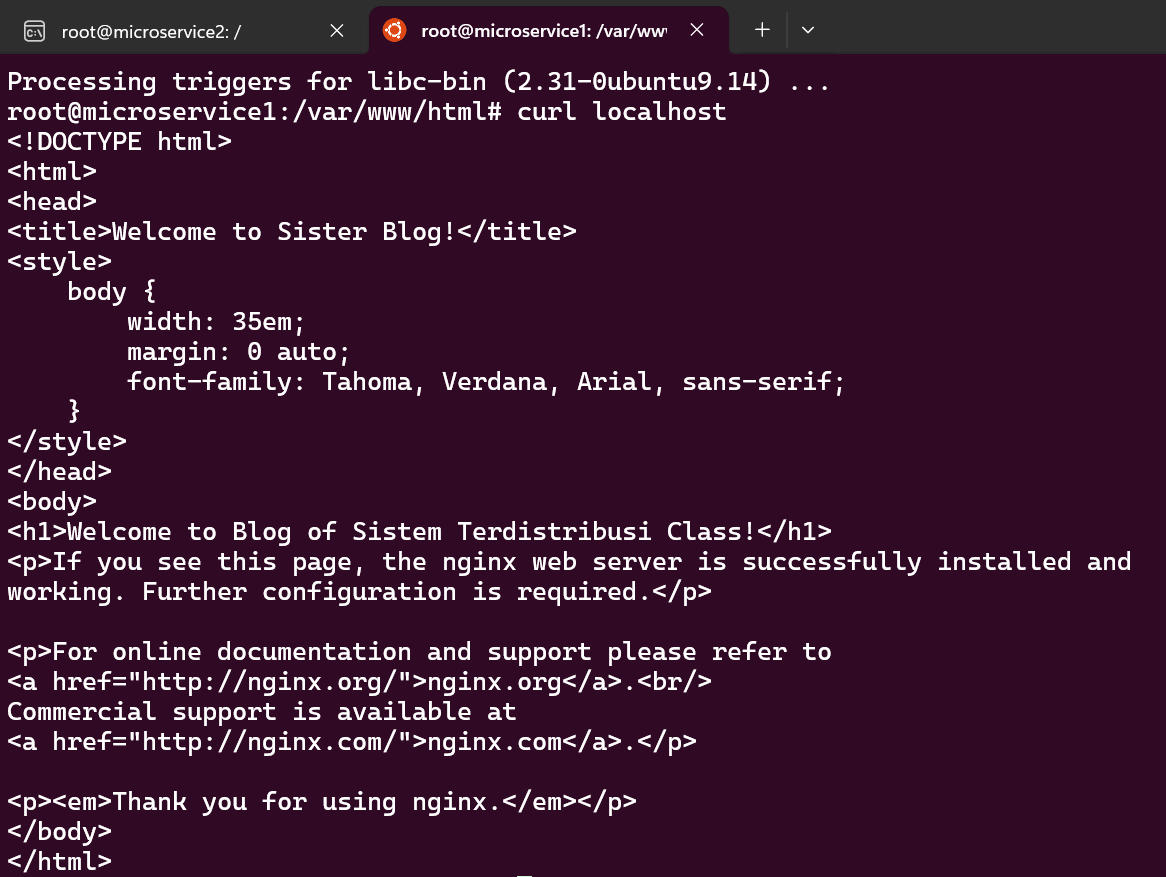 root@microservice2: /
root@microservice1: /var/ww
Processing triggers for libc-bin (2.31-0ubuntu9.14) ...
root@microservice1:/var/www/html# curl localhost
<!DOCTYPE html>
<html>
<head>
<title>Welcome to Sister Blog!</title>
<style>
    body {
        width: 35em;
        margin: 0 auto;
        font-family: Tahoma, Verdana, Arial, sans-serif;
    }
</style>
</head>
<body>
<h1>Welcome to Blog of Sistem Terdistribusi Class!</h1>
<p>If you see this page, the nginx web server is successfully installed and
working. Further configuration is required.</p>

<p>For online documentation and support please refer to
<a href="http://nginx.org/">nginx.org</a>.<br/>
Commercial support is available at
<a href="http://nginx.com/">nginx.com</a>.</p>

<p><em>Thank you for using nginx.</em></p>
</body>
</html>